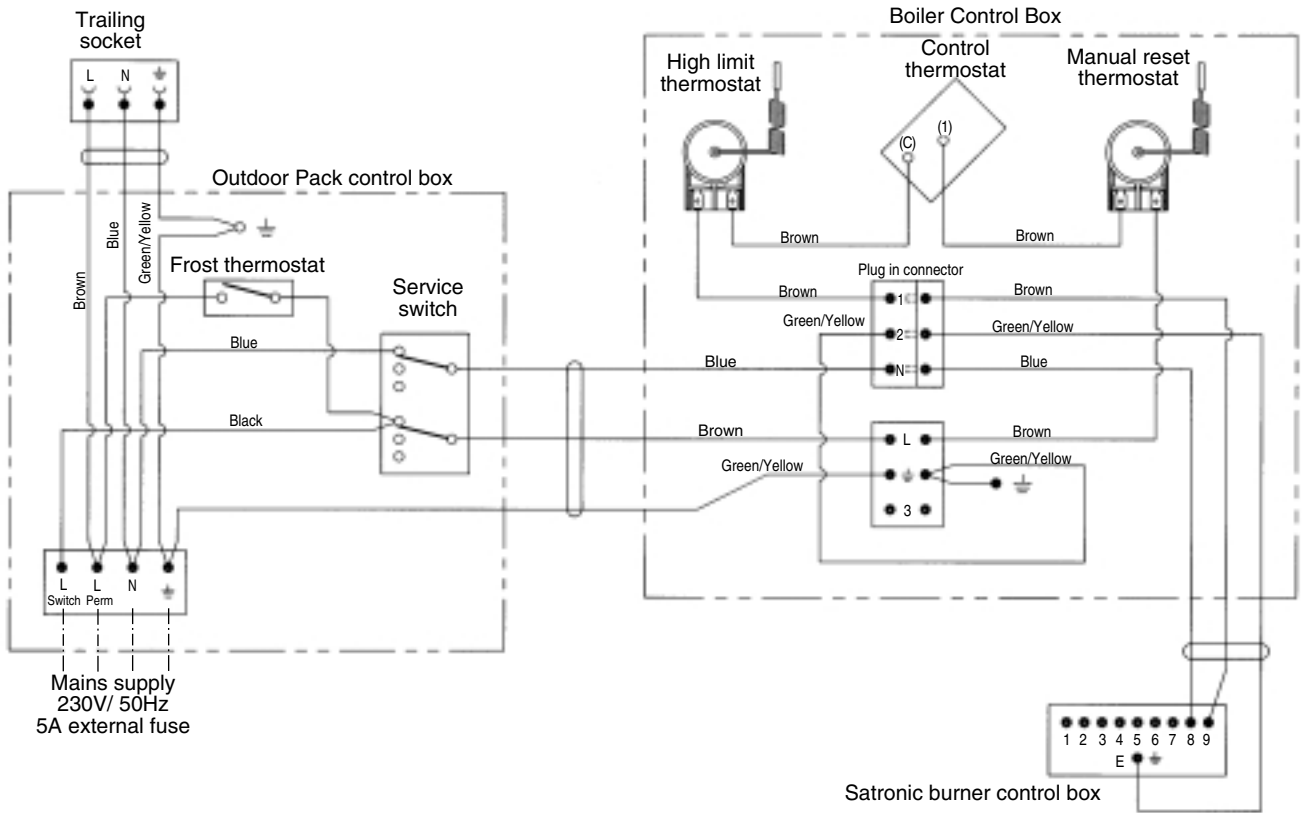 Trailing
socket
L N
Boiler Control Box
High limit
thermostat
Control
thermostat
Manual reset
thermostat
(C)
(1)
Outdoor Pack control box
Brown
Blue
Green/Yellow
Frost thermostat
Service
switch
Blue
Black
Brown
Brown
Plug in connector
Brown
1
Brown
Green/Yellow
2
Green/Yellow
Blue
N
Blue
Brown
L
Brown
Green/Yellow
Green/Yellow
3
L L N
Switch Perm
Mains supply
230V/ 50Hz
5A external fuse
1 2 3 4 5 6 7 8 9
E
Satronic burner control box